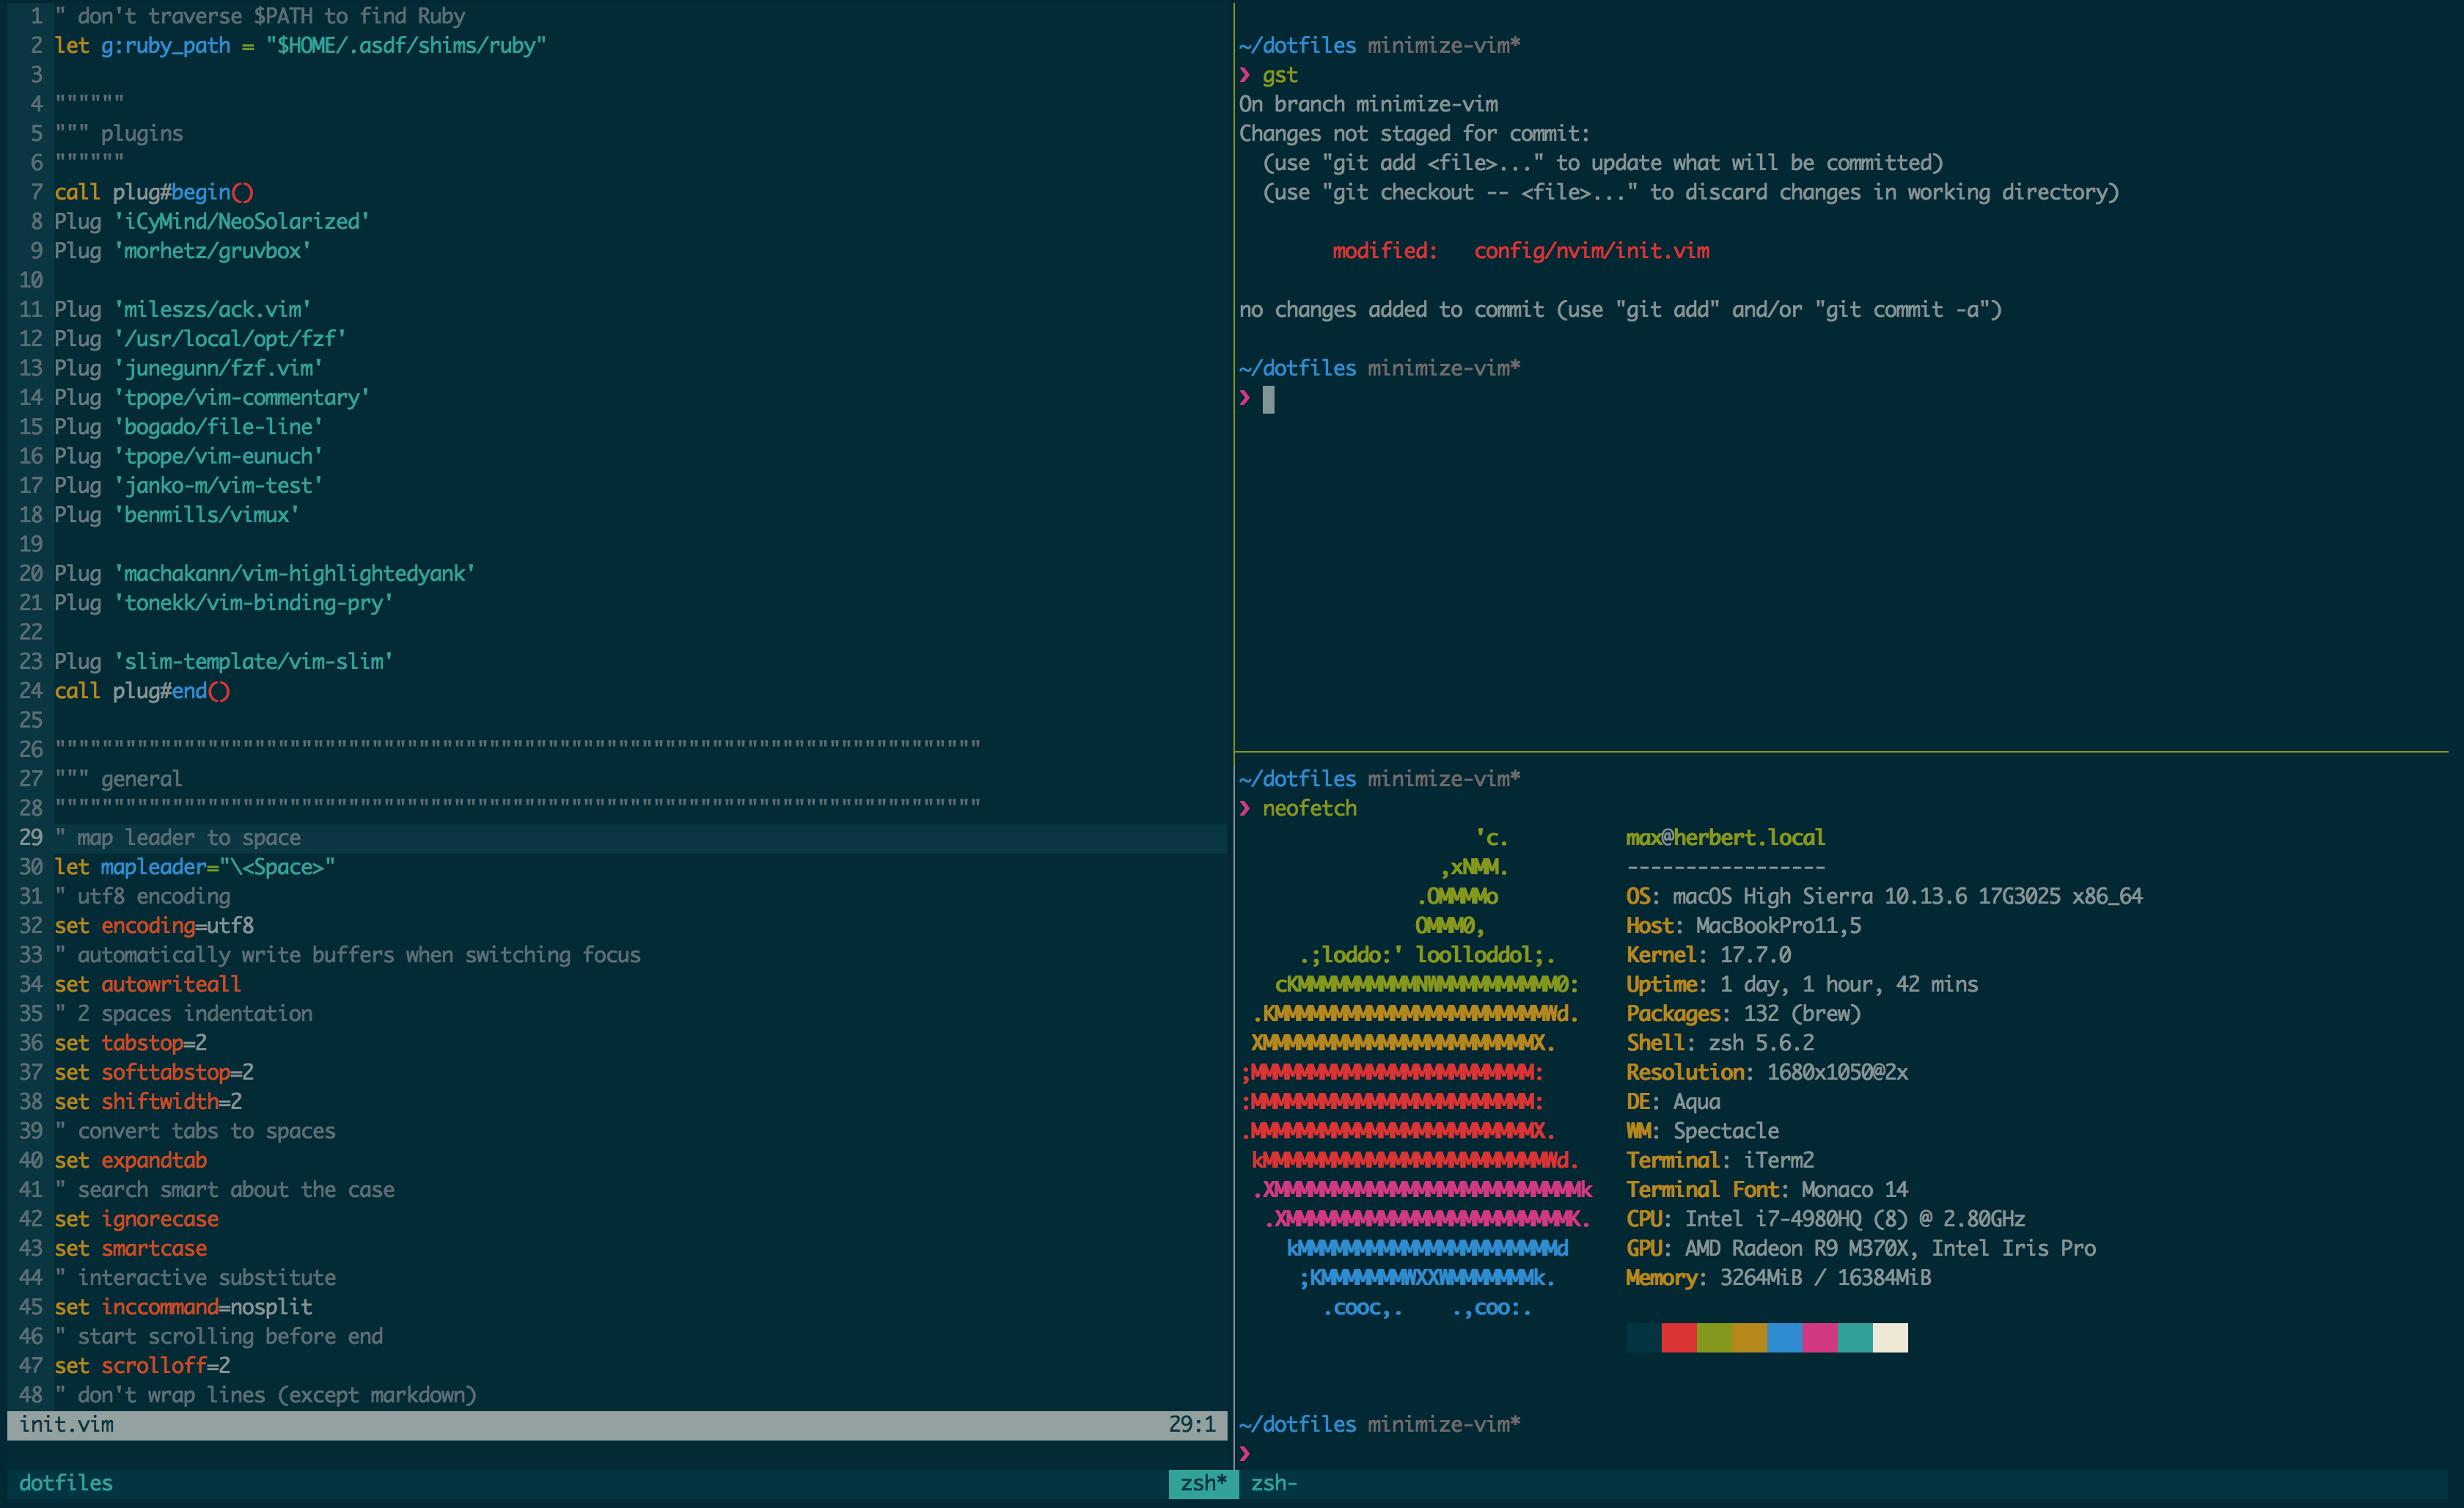 1 " don't traverse $PATH to find Ruby
2 let g:ruby_path = "$HOME/.asdf/shims/ruby"
3
4 """"""
5 """ plugins
6 """"""
7 call plug#begin()
8 Plug 'iCyMind/NeoSolarized'
9 Plug 'morhetz/gruvbox'
10
11 Plug 'mileszs/ack.vim'
12 Plug '/usr/local/opt/fzf'
13 Plug 'junegunn/fzf.vim'
14 Plug 'tpope/vim-commentary'
15 Plug 'bogado/file-line'
16 Plug 'tpope/vim-eunuch'
17 Plug 'janko-m/vim-test'
18 Plug 'benmills/vimux'
19
20 Plug 'machakann/vim-highlightedyank'
21 Plug 'tonekk/vim-binding-pry'
22
23 Plug 'slim-template/vim-slim'
24 call plug#end()
25
26 """""""""""""""""""""""""""""""""""""""""""""""""""""""""""""""""""""""""""""""
27 """ general
28 """""""""""""""""""""""""""""""""""""""""""""""""""""""""""""""""""""""""""""""
29 " map leader to space
30 let mapleader="\<Space>"
31 " utf8 encoding
32 set encoding=utf8
33 " automatically write buffers when switching focus
34 set autowriteall
35 " 2 spaces indentation
36 set tabstop=2
37 set softtabstop=2
38 set shiftwidth=2
39 " convert tabs to spaces
40 set expandtab
41 " search smart about the case
42 set ignorecase
43 set smartcase
44 " interactive substitute
45 set inccommand=nosplit
46 " start scrolling before end
47 set scrolloff=2
48 " don't wrap lines (except markdown)
init.vim 29:1
~/dotfiles minimize-vim*
❯ gst
On branch minimize-vim
Changes not staged for commit:
  (use "git add <file>..." to update what will be committed)
  (use "git checkout -- <file>..." to discard changes in working directory)
        modified:   config/nvim/init.vim
no changes added to commit (use "git add" and/or "git commit -a")
~/dotfiles minimize-vim*
❯
~/dotfiles minimize-vim*
❯ neofetch
                    'c.          max@herbert.local
                 ,xNMM.          -----------------
               .OMMMMo           OS: macOS High Sierra 10.13.6 17G3025 x86_64
               OMMM0,            Host: MacBookPro11,5
     .;loddo:' loolloddol;.      Kernel: 17.7.0
   cKMMMMMMMMMMNWMMMMMMMMMM0:    Uptime: 1 day, 1 hour, 42 mins
 .KMMMMMMMMMMMMMMMMMMMMMMMWd.    Packages: 132 (brew)
 XMMMMMMMMMMMMMMMMMMMMMMMX.      Shell: zsh 5.6.2
;MMMMMMMMMMMMMMMMMMMMMMMM:       Resolution: 1680x1050@2x
:MMMMMMMMMMMMMMMMMMMMMMMM:       DE: Aqua
.MMMMMMMMMMMMMMMMMMMMMMMMX.      WM: Spectacle
 kMMMMMMMMMMMMMMMMMMMMMMMMWd.    Terminal: iTerm2
 .XMMMMMMMMMMMMMMMMMMMMMMMMMMk   Terminal Font: Monaco 14
  .XMMMMMMMMMMMMMMMMMMMMMMMMK.   CPU: Intel i7-4980HQ (8) @ 2.80GHz
    kMMMMMMMMMMMMMMMMMMMMMMd     GPU: AMD Radeon R9 M370X, Intel Iris Pro
     ;KMMMMMMMWXXWMMMMMMMk.      Memory: 3264MiB / 16384MiB
       .cooc,.    .,coo:.
~/dotfiles minimize-vim*
❯
dotfiles zsh* zsh-